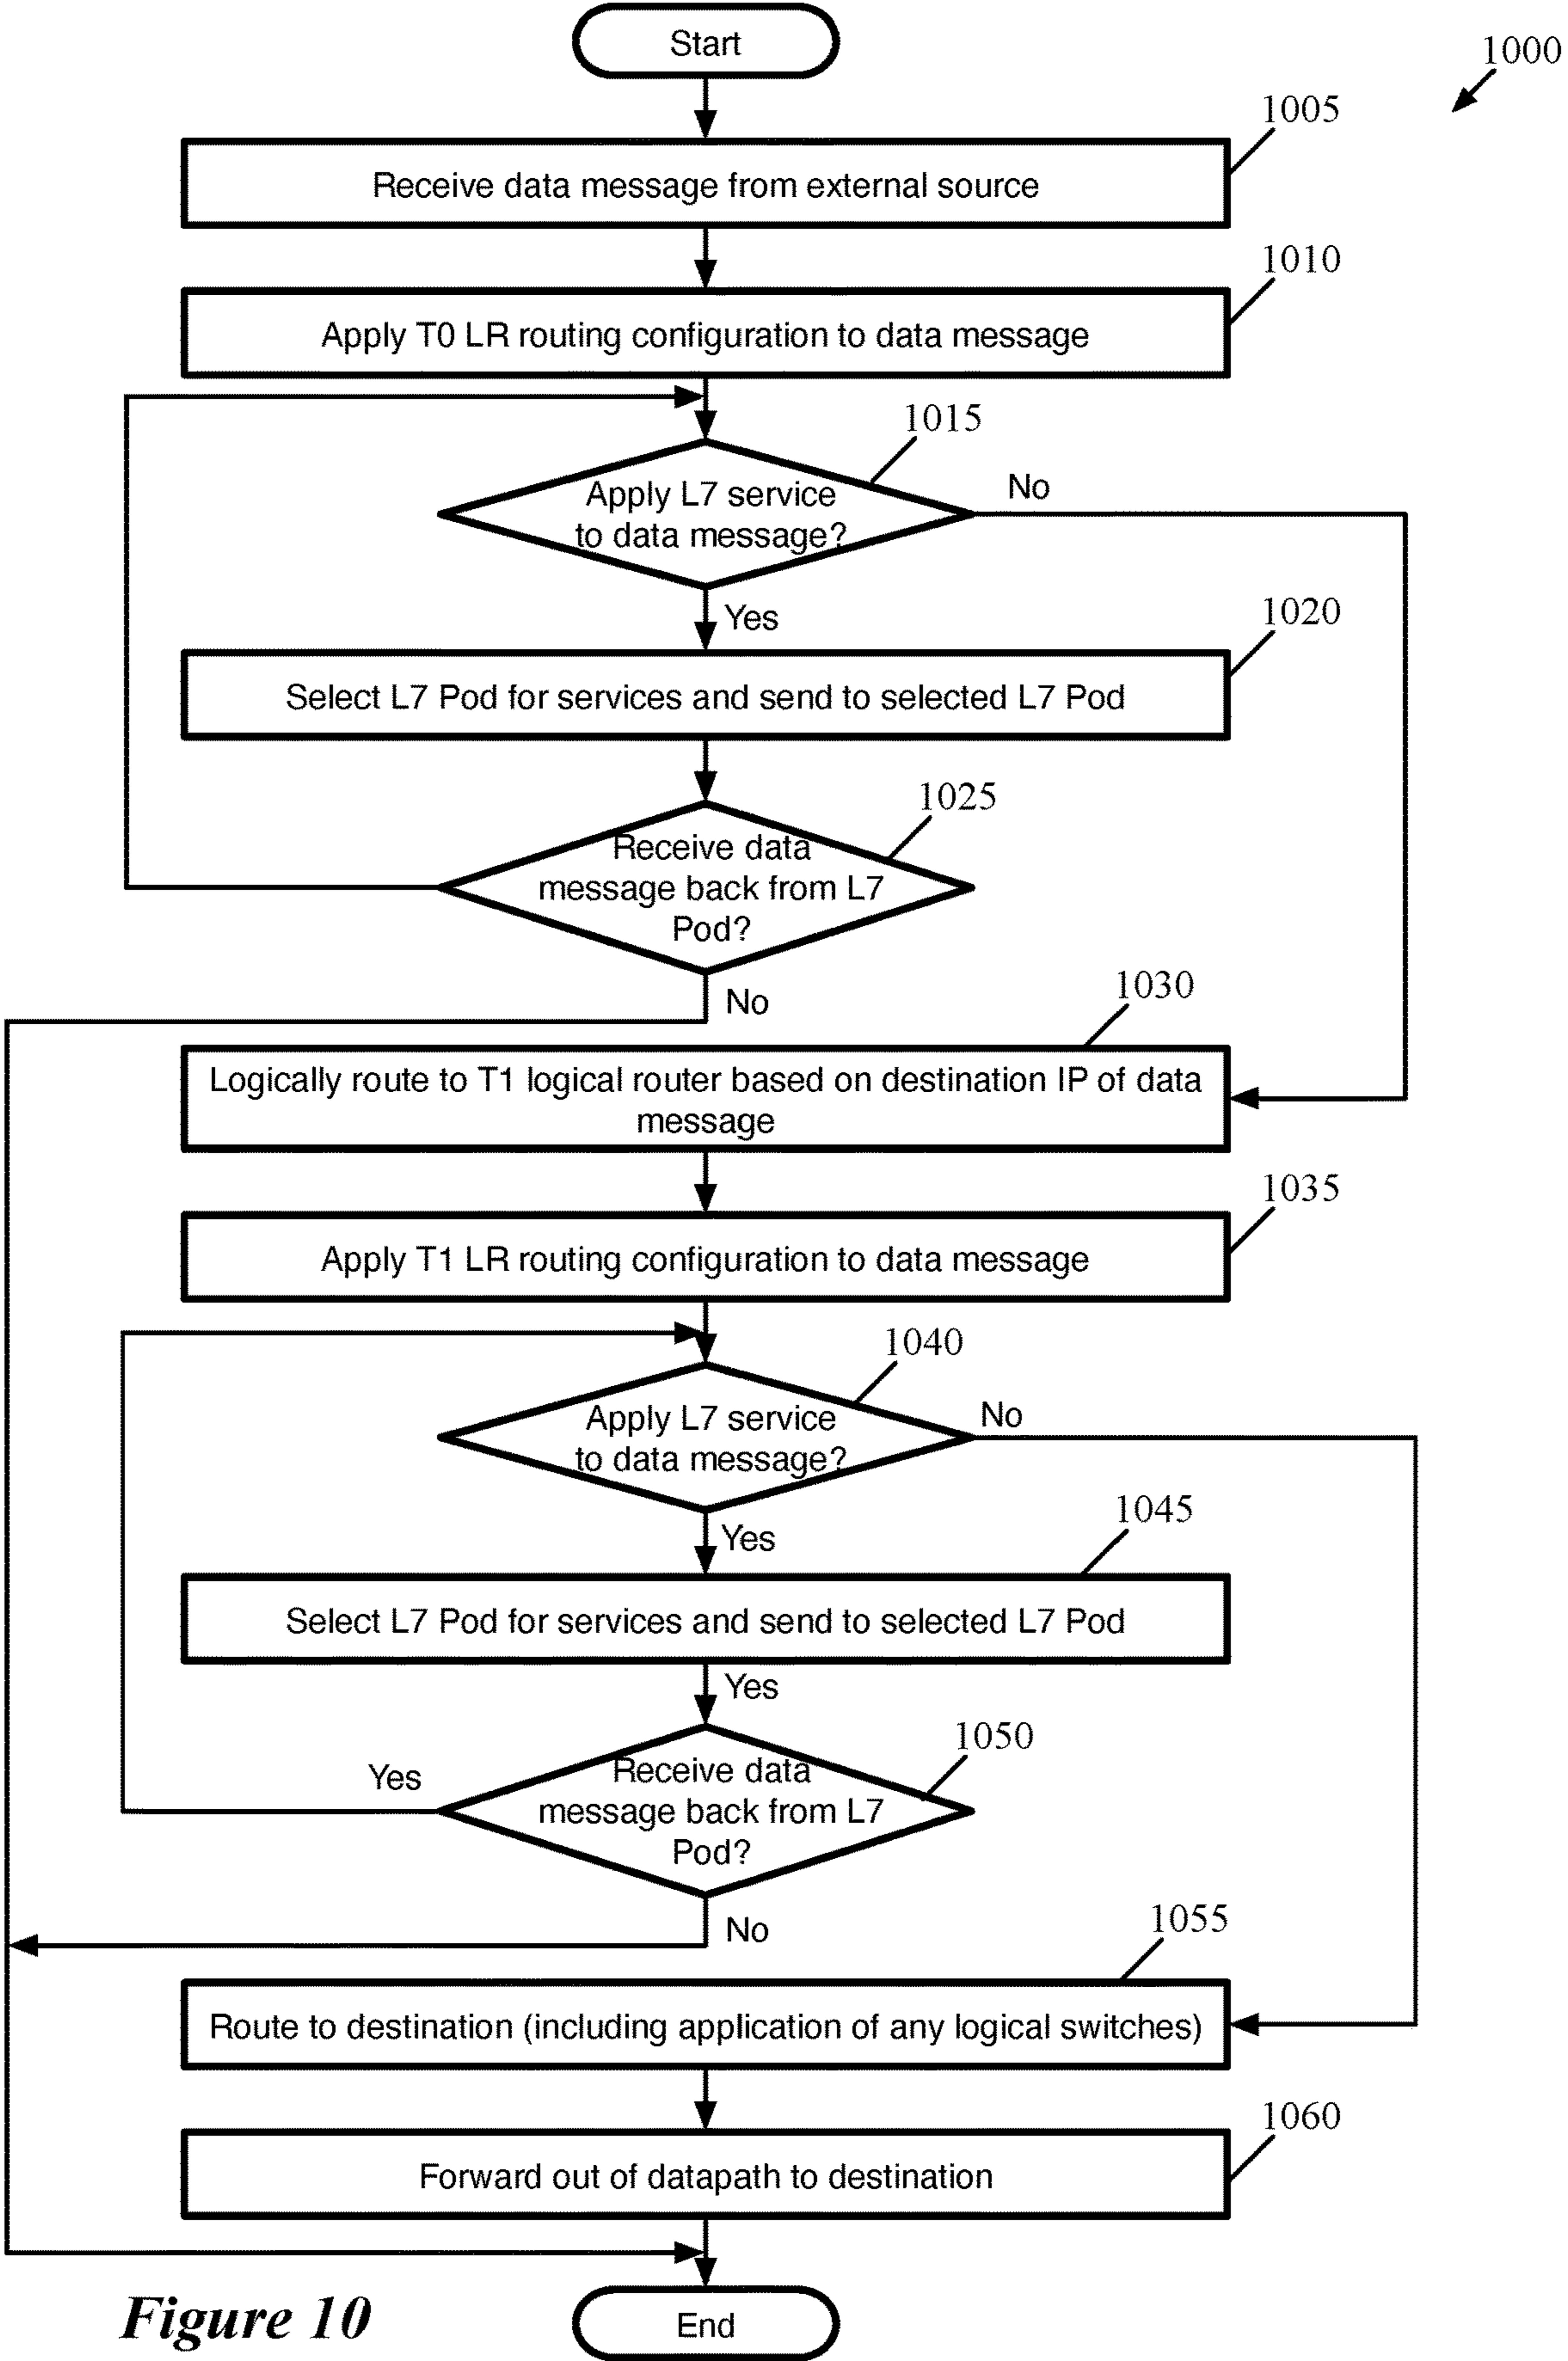 Start
1000
1005
Receive data message from external source
1010
Apply T0 LR routing configuration to data message
1015
Apply L7 service
to data message?
No
Yes
1020
Select L7 Pod for services and send to selected L7 Pod
1025
Receive data
message back from L7
Pod?
No
1030
Logically route to T1 logical router based on destination IP of data
message
1035
Apply T1 LR routing configuration to data message
1040
Apply L7 service
to data message?
No
Yes
1045
Select L7 Pod for services and send to selected L7 Pod
Yes
1050
Receive data
message back from L7
Pod?
Yes
No
1055
Route to destination (including application of any logical switches)
1060
Forward out of datapath to destination
End
Figure 10